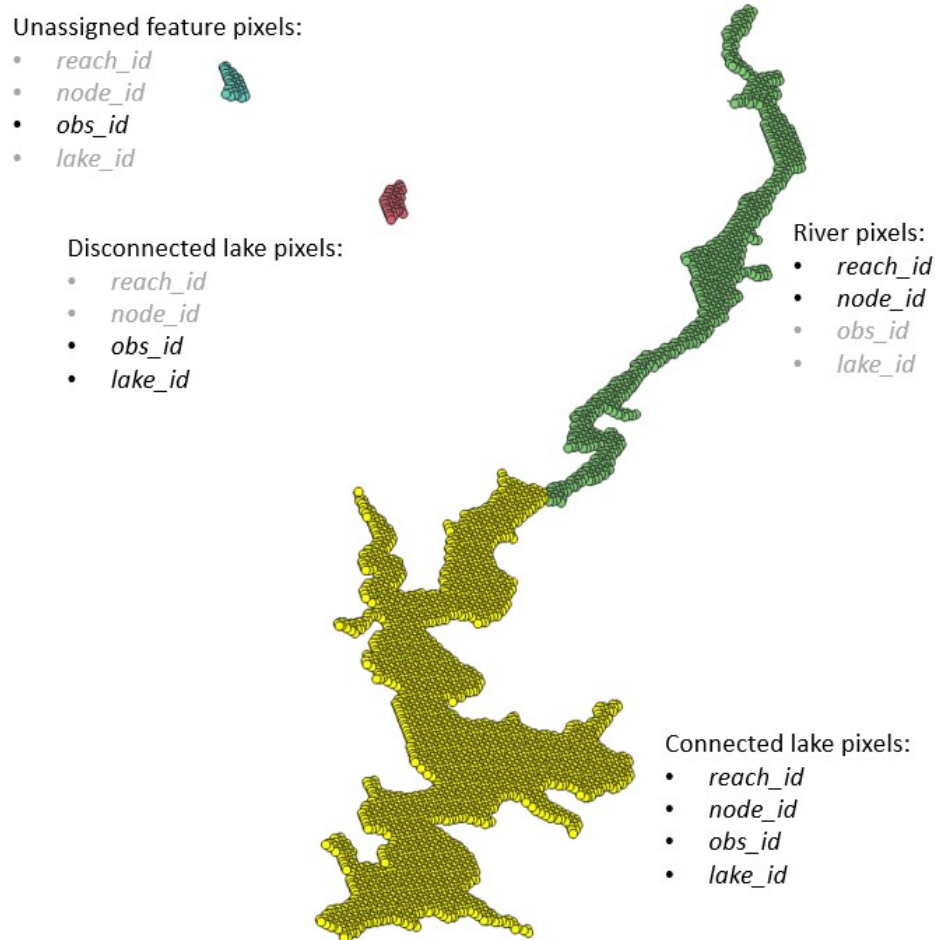 Unassigned feature pixels:
• reach_id
• node_id
• obs_id
• lake_id
Disconnected lake pixels:
• reach_id
• node_id
• obs_id
• lake_id
River pixels:
• reach_id
• node_id
• obs_id
• lake_id
Connected lake pixels:
• reach_id
• node_id
• obs_id
• lake_id